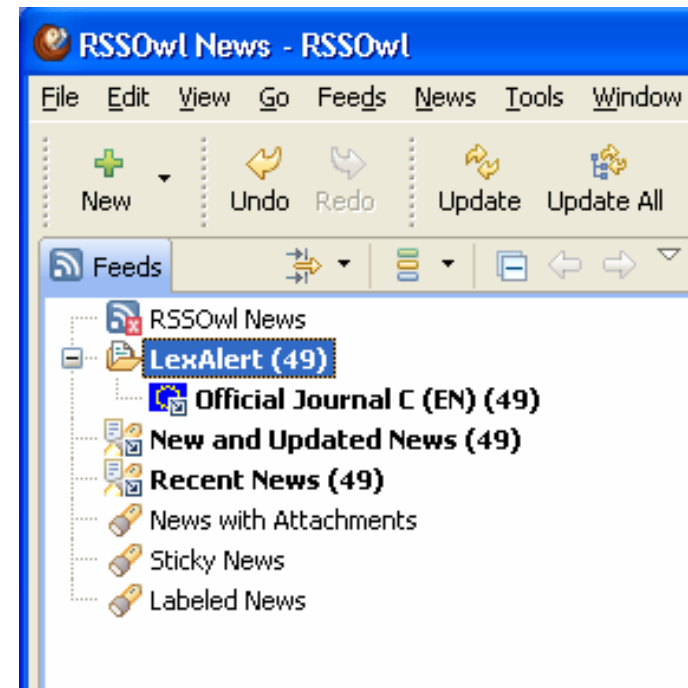 RSSOwl News - RSSOwl
File Edit View Go Feeds News Tools Window
New Undo Redo Update Update All
Feeds
RSSOwl News
LexAlert (49)
Official Journal C (EN) (49)
New and Updated News (49)
Recent News (49)
News with Attachments
Sticky News
Labeled News